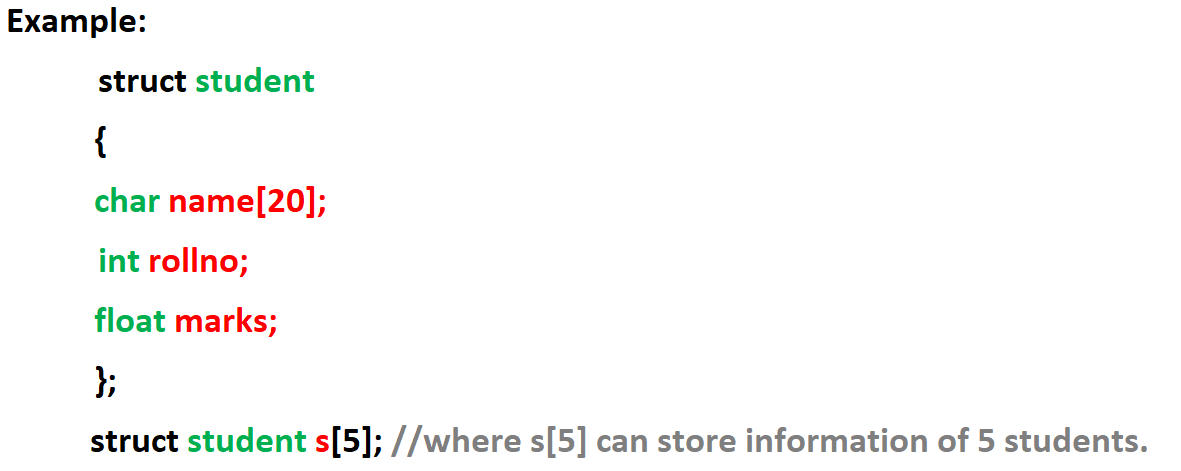 Example:
struct student
{
char name[20];
int rollno;
float marks;
};
struct student s[5]; //where s[5] can store information of 5 students.